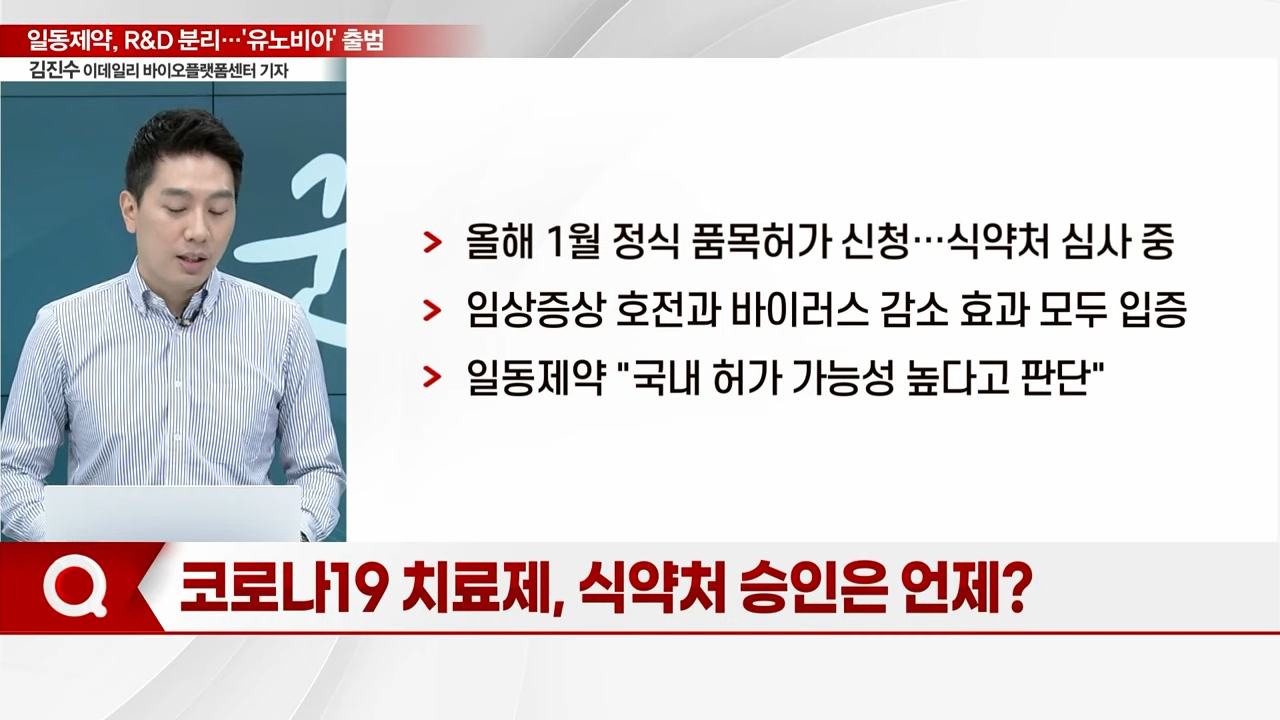 일동제약, R&D 분리…'유노비아' 출범
김진수 이데일리 바이오플랫폼센터 기자
> 올해 1월 정식 품목허가 신청…식약처 심사 중
> 임상증상 호전과 바이러스 감소 효과 모두 입증
> 일동제약 "국내 허가 가능성 높다고 판단"
Q 코로나19 치료제, 식약처 승인은 언제?